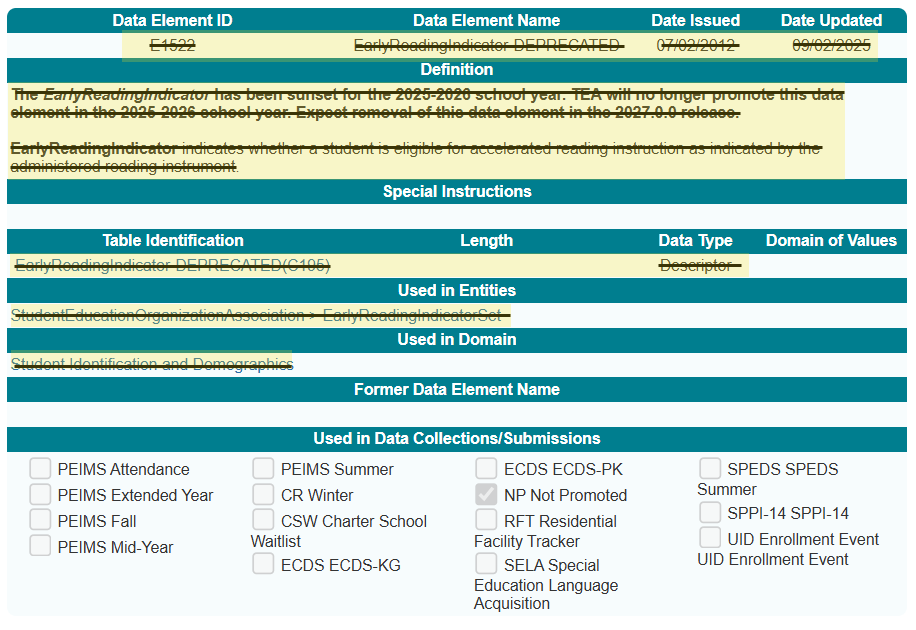 Data Element ID Data Element Name Date Issued Date Updated
E1522 EarlyReadingIndicator-DEPRECATED 07/02/2012 09/02/2025
Definition
The EarlyReadingIndicator has been sunset for the 2025-2026 school year. TEA will no longer promote this data
element in the 2025-2026 school year. Expect removal of this data element in the 2027.0.0 release.
EarlyReadingIndicator indicates whether a student is eligible for accelerated reading instruction as indicated by the
administered reading instrument.
Special Instructions
Table Identification Length Data Type Domain of Values
EarlyReadingIndicator-DEPRECATED(C195) Descriptor
Used in Entities
StudentEducationOrganizationAssociation > EarlyReadingIndicatorSet
Used in Domain
Student Identification and Demographics
Former Data Element Name
Used in Data Collections/Submissions
PEIMS Attendance
PEIMS Extended Year
PEIMS Fall
PEIMS Mid-Year
PEIMS Summer
CR Winter
CSW Charter School
Waitlist
ECDS ECDS-KG
ECDS ECDS-PK
NP Not Promoted
RFT Residential
Facility Tracker
SELA Special
Education Language
Acquisition
SPEDS SPEDS
Summer
SPPI-14 SPPI-14
UID Enrollment Event
UID Enrollment Event